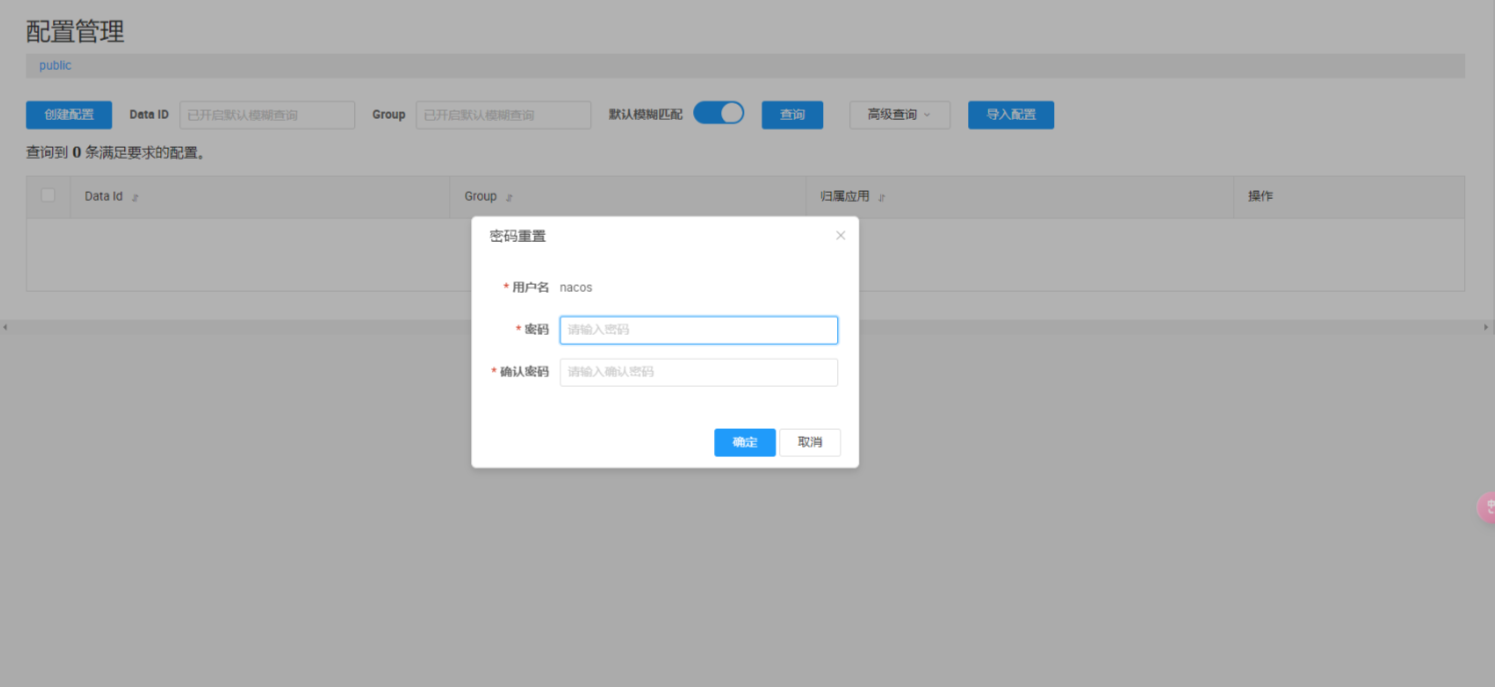 配置管理
public
创建配置 Data ID 已开启默认模糊查询 Group 已开启默认模糊查询 默认模糊匹配 查询 高级查询 导入配置
查询到 0 条满足要求的配置。
Data Id Group 归属应用 操作
密码重置
* 用户名 nacos
* 密码 请输入密码
* 确认密码 请输入确认密码
确定 取消